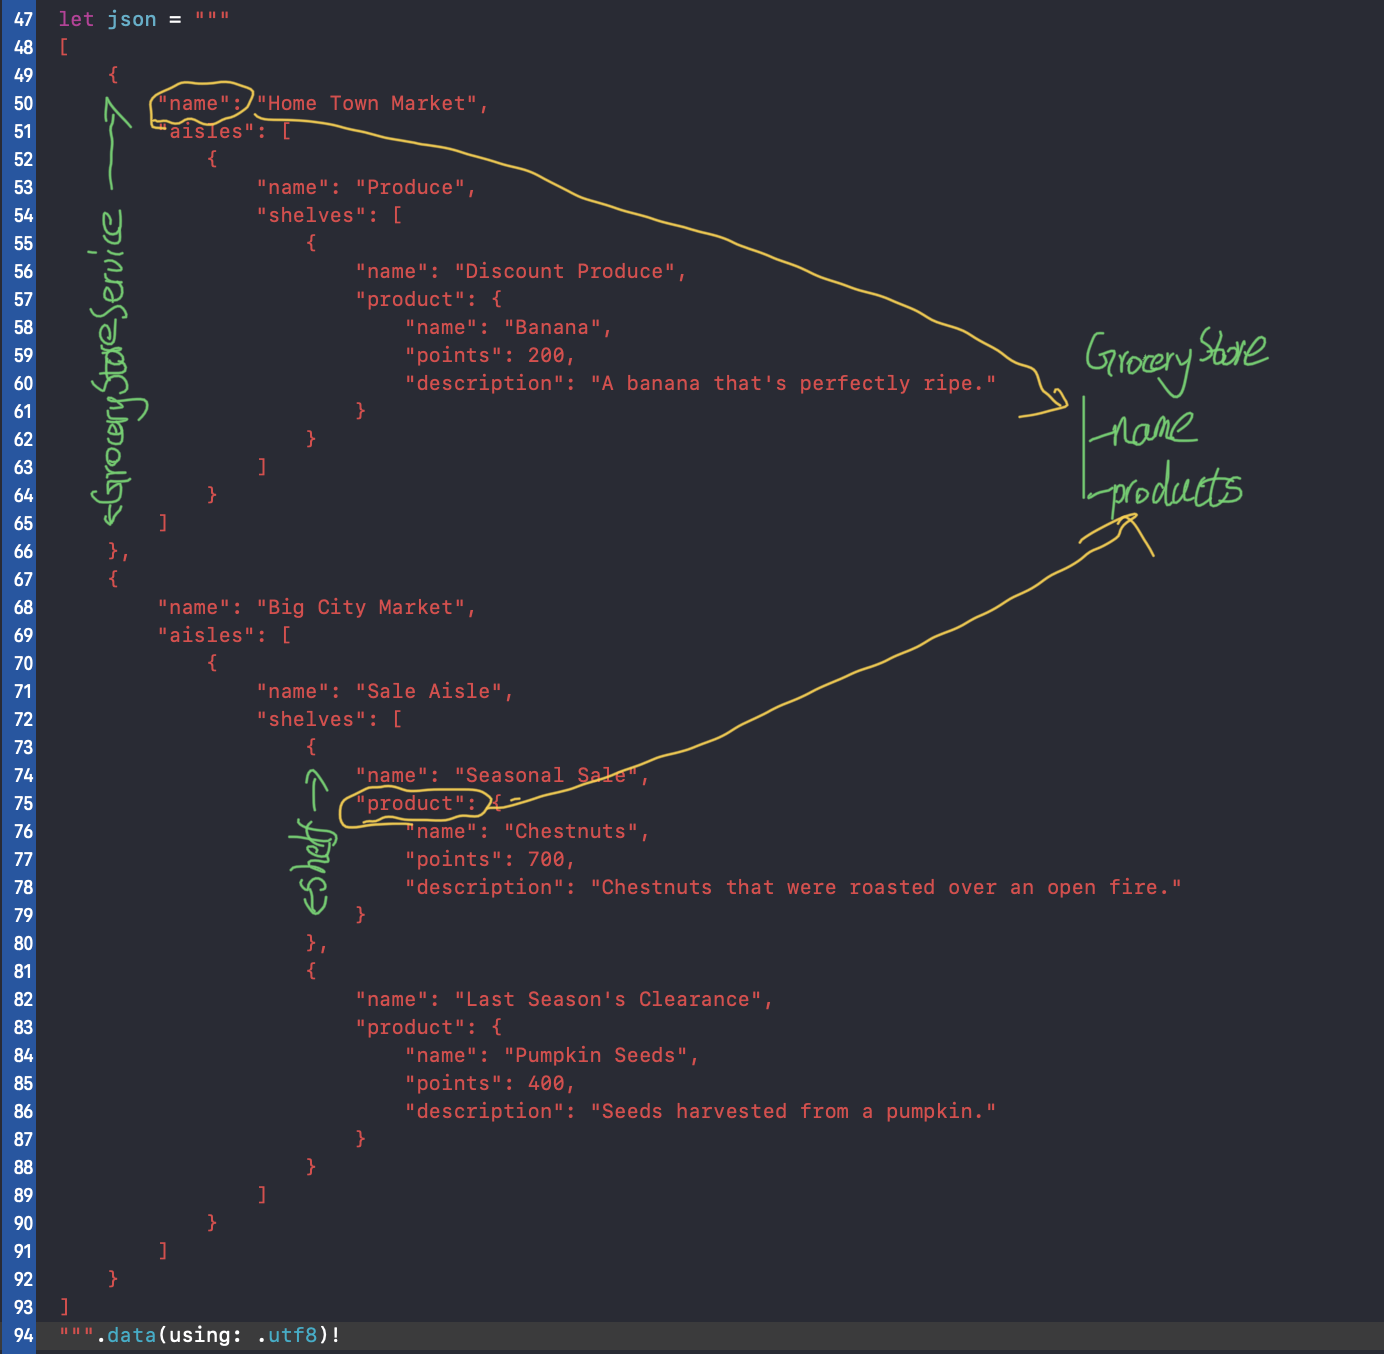 47 let json = """
48 [
49 {
50 "name": "Home Town Market",
51 "aisles": [
52 {
53 "name": "Produce",
54 "shelves": [
55 {
56 "name": "Discount Produce",
57 "product": {
58 "name": "Banana",
59 "points": 200,
60 "description": "A banana that's perfectly ripe."
61 }
62 }
63 ]
64 }
65 ]
66 },
67 {
68 "name": "Big City Market",
69 "aisles": [
70 {
71 "name": "Sale Aisle",
72 "shelves": [
73 {
74 "name": "Seasonal Sale",
75 "product": {
76 "name": "Chestnuts",
77 "points": 700,
78 "description": "Chestnuts that were roasted over an open fire."
79 }
80 },
81 {
82 "name": "Last Season's Clearance",
83 "product": {
84 "name": "Pumpkin Seeds",
85 "points": 400,
86 "description": "Seeds harvested from a pumpkin."
87 }
88 }
89 ]
90 }
91 ]
92 }
93 ]
94 """.data(using: .utf8)!
GroceryStoreService
Shelf
GroceryStore
name
products